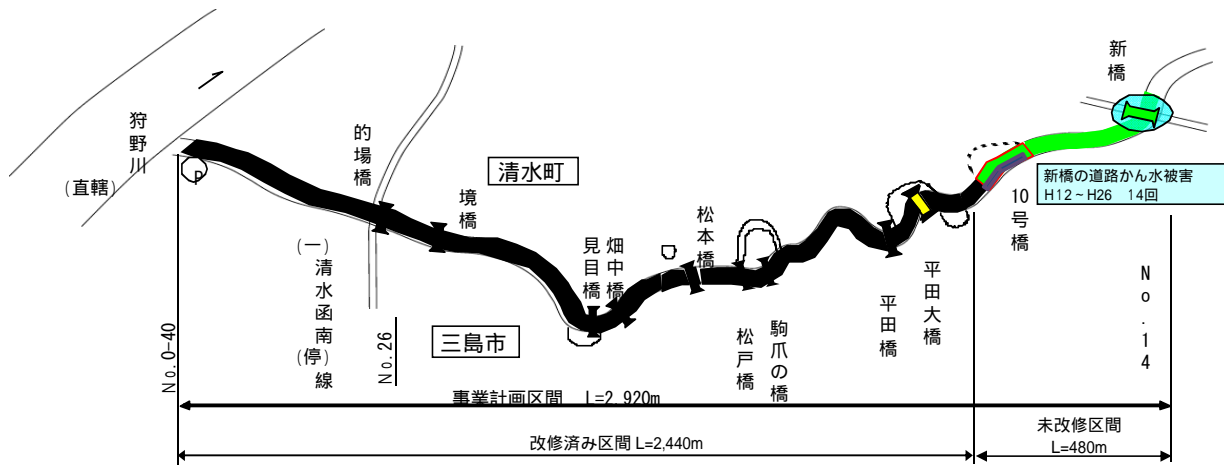 新橋
狩野川
(直轄)
P
的場橋
清水町
境橋
新橋の道路かん水被害
H12~H26 14回
10号橋
松本橋
畑中橋
見目橋
(一)清水函南(停)線
平田大橋
平田橋
駒爪の橋
松戸橋
三島市
No.0-40
No.26
No.14
事業計画区間 L=2,920m
改修済み区間 L=2,440m
未改修区間
L=480m